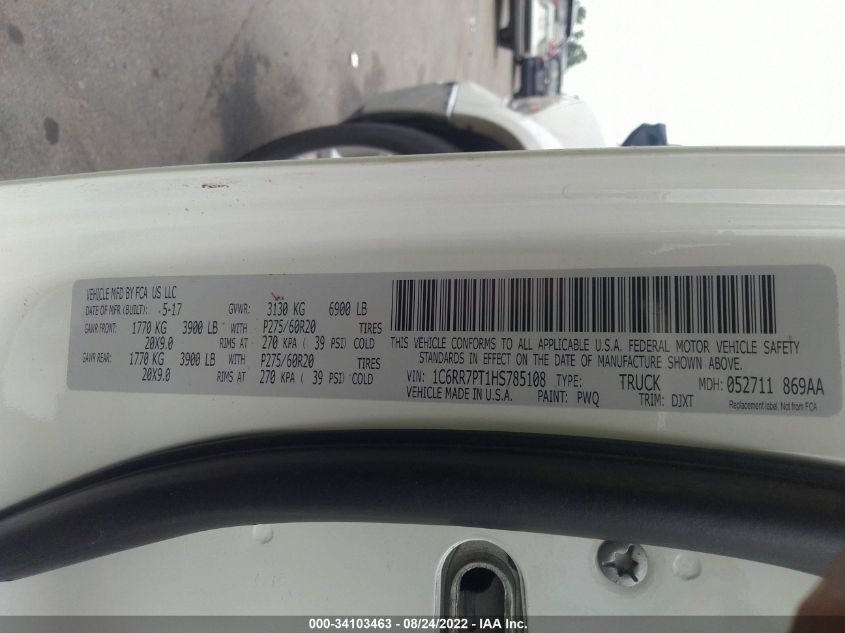 VEHICLE MFD BY FCA US LLC
DATE OF MFR (BUILT): 5-17 GVWR: 3130 KG 6900 LB
GAWR FRONT: 1770 KG 3900 LB WITH P275/60R20 TIRES
20X9.0 RIMS AT 270 KPA ( 39 PSI) COLD
GAWR REAR: 1770 KG 3900 LB WITH P275/60R20 TIRES
20X9.0 RIMS AT 270 KPA ( 39 PSI) COLD
THIS VEHICLE CONFORMS TO ALL APPLICABLE U.S.A. FEDERAL MOTOR VEHICLE SAFETY
STANDARDS IN EFFECT ON THE DATE OF MANUFACTURE SHOWN ABOVE.
VIN: 1C6RR7PT1HS785108 TYPE: TRUCK MDH: 052711 869AA
VEHICLE MADE IN U.S.A. PAINT: PWQ TRIM: DJXT Replacement label Not from FCA
000-34103463 - 08/24/2022 - IAA Inc.